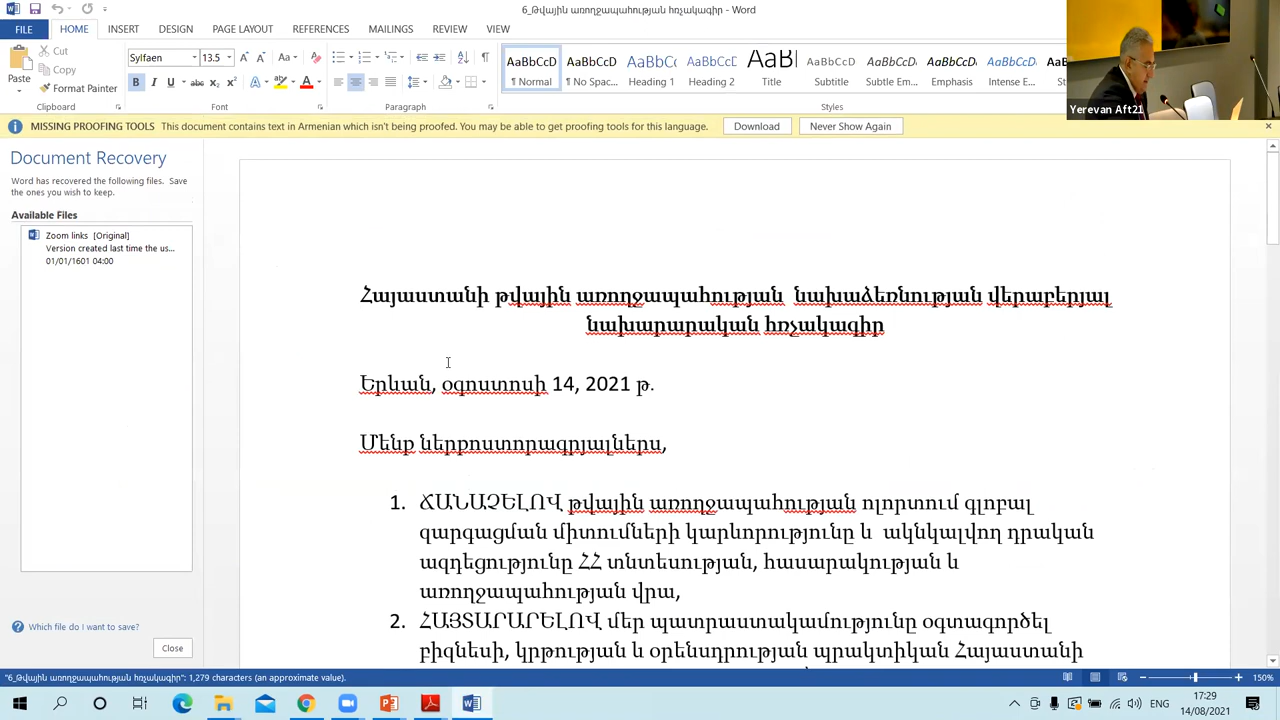 6_Թվային առողջապահության հռչակագիր - Word
FILE HOME INSERT DESIGN PAGE LAYOUT REFERENCES MAILINGS REVIEW VIEW
Paste Cut Copy Format Painter
Clipboard
Sylfaen 13.5
Font
Paragraph
AaBbCcD AaBbCcD AaBbC AaBbCcD AaB AaBbCcD AaBbCcD AaBbCcD AaBbCcD
¶ Normal ¶ No Spac... Heading 1 Heading 2 Title Subtitle Subtle Em... Emphasis Intense E...
Styles
Yerevan Aft21
MISSING PROOFING TOOLS This document contains text in Armenian which isn't being proofed. You may be able to get proofing tools for this language. Download Never Show Again
Document Recovery
Word has recovered the following files. Save
the ones you wish to keep.
Available Files
Zoom links [Original]
Version created last time the us...
01/01/1601 04:00
Which file do I want to save?
Close
Հայաստանի թվային առողջապահության նախաձեռնության վերաբերյալ
նախարարական հռչակագիր
Երևան, օգոստոսի 14, 2021 թ.
Մենք ներքոստորագրյալներս,
1. ՃԱՆԱՉԵԼՈՎ թվային առողջապահության ոլորտում գլոբալ
զարգացման միտումների կարևորությունը և ակնկալվող դրական
ազդեցությունը ՀՀ տնտեսության, հասարակության և
առողջապահության վրա,
2. ՀԱՅՏԱՐԱՐԵԼՈՎ մեր պատրաստակամությունը օգտագործել
բիզնեսի, կրթության և օրենսդրության պրակտիկան Հայաստանի
"6_Թվային առողջապահության հռչակագիր": 1,279 characters (an approximate value).
150%
ENG
17:29
14/08/2021